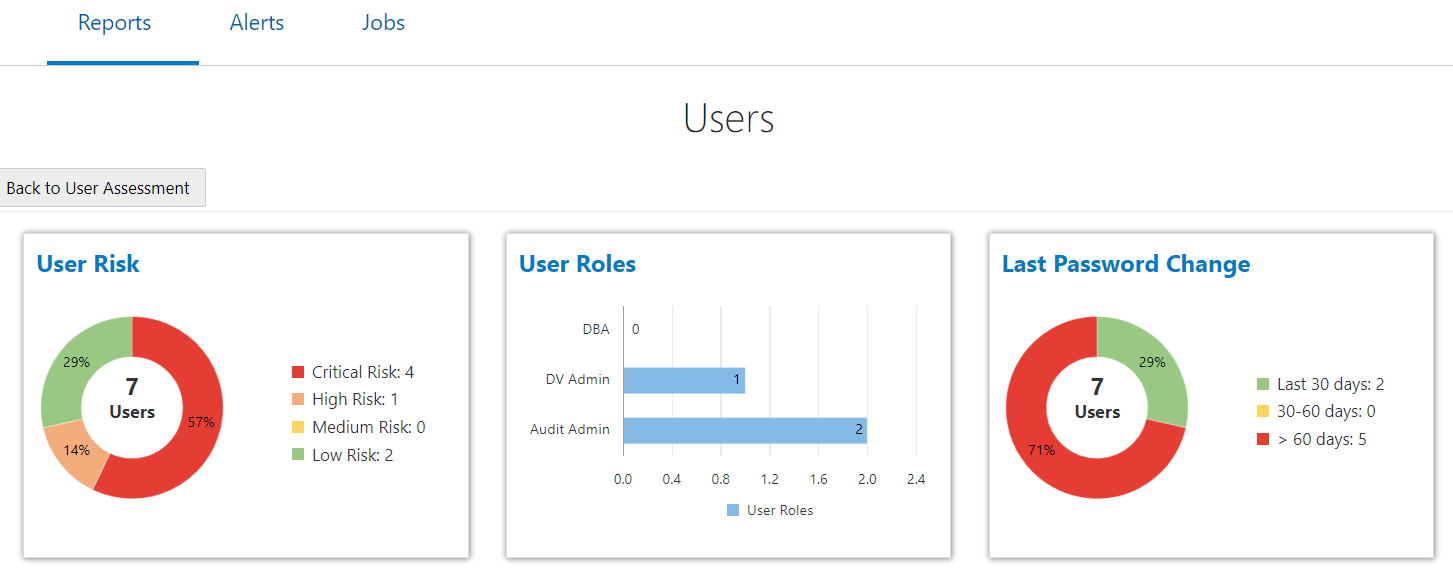 Reports Alerts Jobs
Users
Back to User Assessment
User Risk
29%
7
Users
57%
14%
Critical Risk: 4
High Risk: 1
Medium Risk: 0
Low Risk: 2
User Roles
DBA 0
DV Admin 1
Audit Admin 2
0.0 0.4 0.8 1.2 1.6 2.0 2.4
User Roles
Last Password Change
29%
7
Users
71%
Last 30 days: 2
30-60 days: 0
> 60 days: 5